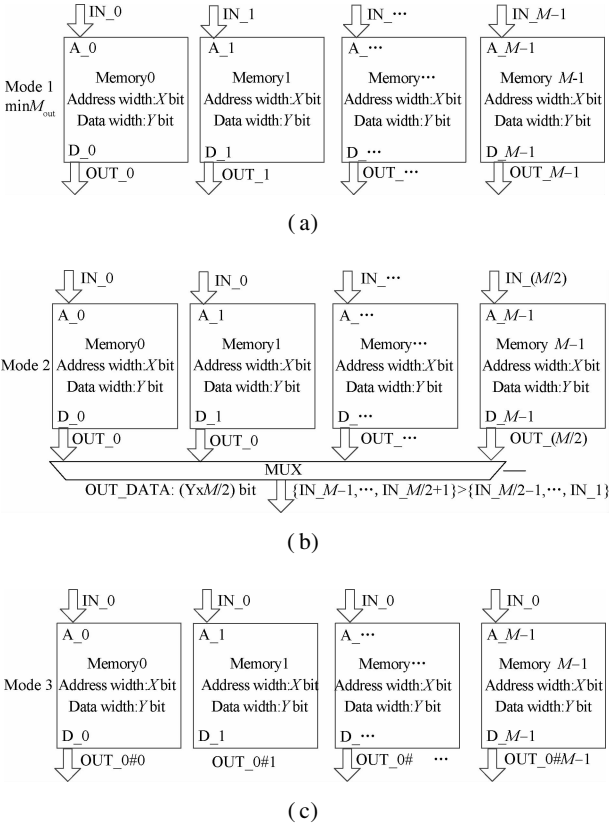 IN_0 IN_1 IN_… IN_M−1
A_0 A_1 A_… A_M−1
Mode 1 Memory0 Memory1 Memory… Memory M-1
minMout Address width:X bit Address width:X bit Address width:X bit Address width:X bit
Data width:Y bit Data width:Y bit Data width:Y bit Data width:Y bit
D_0 D_1 D_… D_M−1
OUT_0 OUT_1 OUT_… OUT_M−1
(a)
IN_0 IN_0 IN_… IN_(M/2)
A_0 A_1 A_… A_M−1
Memory0 Memory1 Memory… Memory M−1
Mode 2 Address width:X bit Address width:X bit Address width:X bit Address width:X bit
Data width:Y bit Data width:Y bit Data width:Y bit Data width:Y bit
D_0 D_1 D_… D_M−1
OUT_0 OUT_0 OUT_… OUT_(M/2)
MUX
OUT_DATA: (YxM/2) bit {IN_M−1,…, IN_M/2+1}>{IN_M/2−1,…, IN_1}
(b)
IN_0 IN_0 IN_0 IN_0
A_0 A_1 A_… A_M−1
Memory0 Memory1 Memory… Memory M−1
Mode 3 Address width:X bit Address width:X bit Address width:X bit Address width:X bit
Data width:Y bit Data width:Y bit Data width:Y bit Data width:Y bit
D_0 D_1 D_… D_M−1
OUT_0#0 OUT_0#1 OUT_0# … OUT_0#M−1
(c)